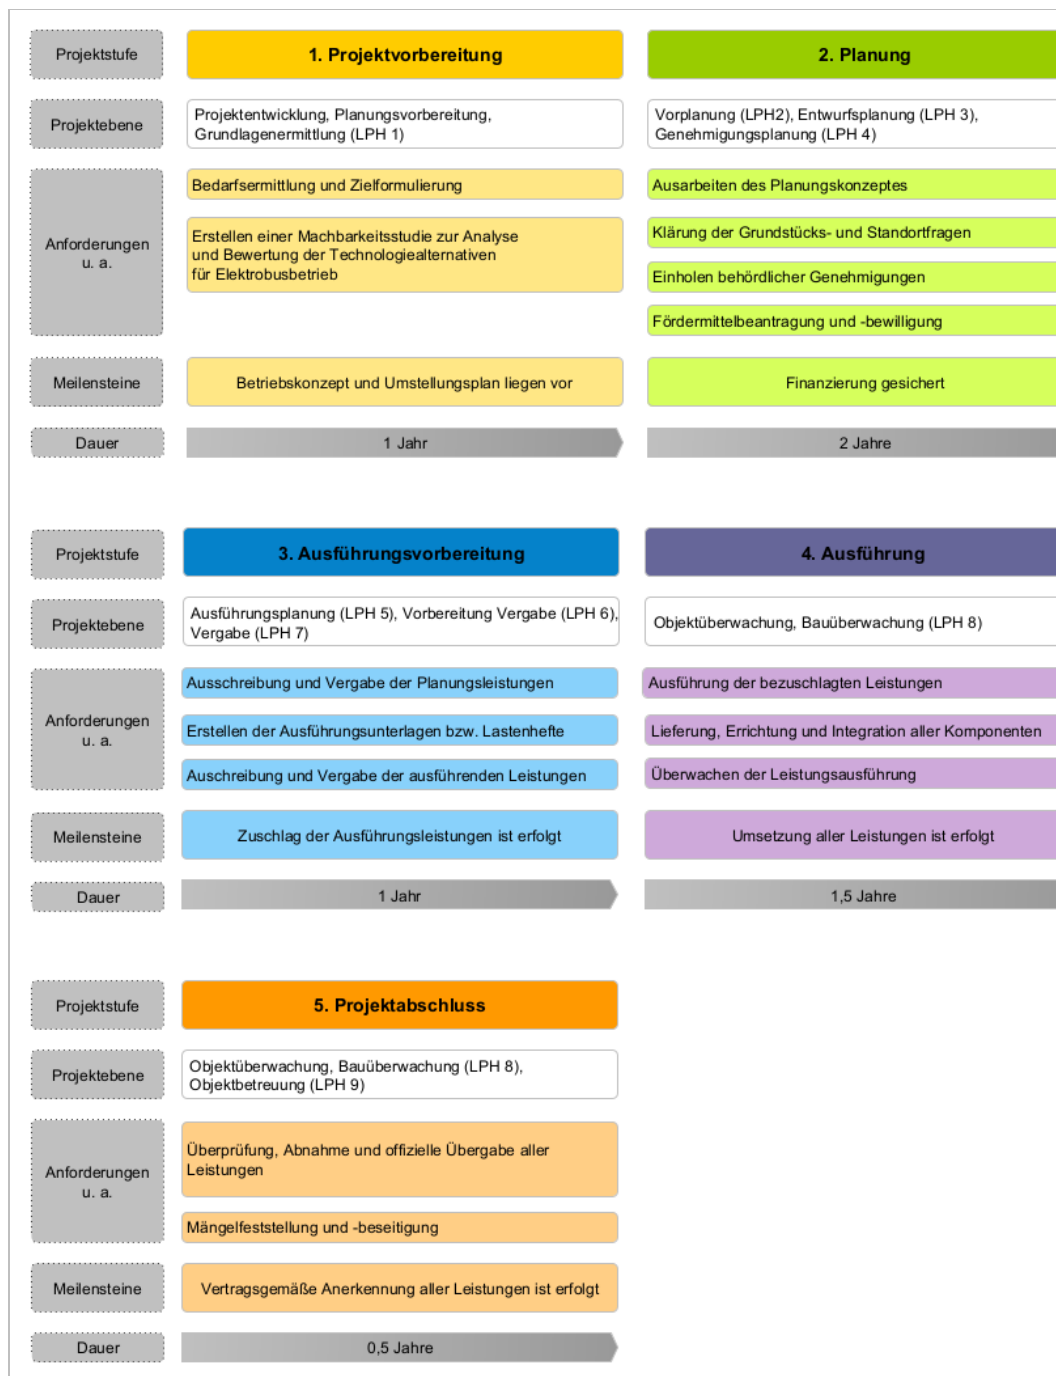 Projektstufe
1. Projektvorbereitung
2. Planung
Projektebene
Projektentwicklung, Planungsvorbereitung,
Grundlagenermittlung (LPH 1)
Vorplanung (LPH2), Entwurfsplanung (LPH 3),
Genehmigungsplanung (LPH 4)
Anforderungen
u. a.
Bedarfsermittlung und Zielformulierung
Erstellen einer Machbarkeitsstudie zur Analyse
und Bewertung der Technologiealternativen
für Elektrobusbetrieb
Ausarbeiten des Planungskonzeptes
Klärung der Grundstücks- und Standortfragen
Einholen behördlicher Genehmigungen
Fördermittelbeantragung und -bewilligung
Meilensteine
Betriebskonzept und Umstellungsplan liegen vor
Finanzierung gesichert
Dauer
1 Jahr
2 Jahre
Projektstufe
3. Ausführungsvorbereitung
4. Ausführung
Projektebene
Ausführungsplanung (LPH 5), Vorbereitung Vergabe (LPH 6),
Vergabe (LPH 7)
Objektüberwachung, Bauüberwachung (LPH 8)
Anforderungen
u. a.
Ausschreibung und Vergabe der Planungsleistungen
Erstellen der Ausführungsunterlagen bzw. Lastenhefte
Auschreibung und Vergabe der ausführenden Leistungen
Ausführung der bezuschlagten Leistungen
Lieferung, Errichtung und Integration aller Komponenten
Überwachen der Leistungsausführung
Meilensteine
Zuschlag der Ausführungsleistungen ist erfolgt
Umsetzung aller Leistungen ist erfolgt
Dauer
1 Jahr
1,5 Jahre
Projektstufe
5. Projektabschluss
Projektebene
Objektüberwachung, Bauüberwachung (LPH 8),
Objektbetreuung (LPH 9)
Anforderungen
u. a.
Überprüfung, Abnahme und offizielle Übergabe aller
Leistungen
Mängelfeststellung und -beseitigung
Meilensteine
Vertragsgemäße Anerkennung aller Leistungen ist erfolgt
Dauer
0,5 Jahre